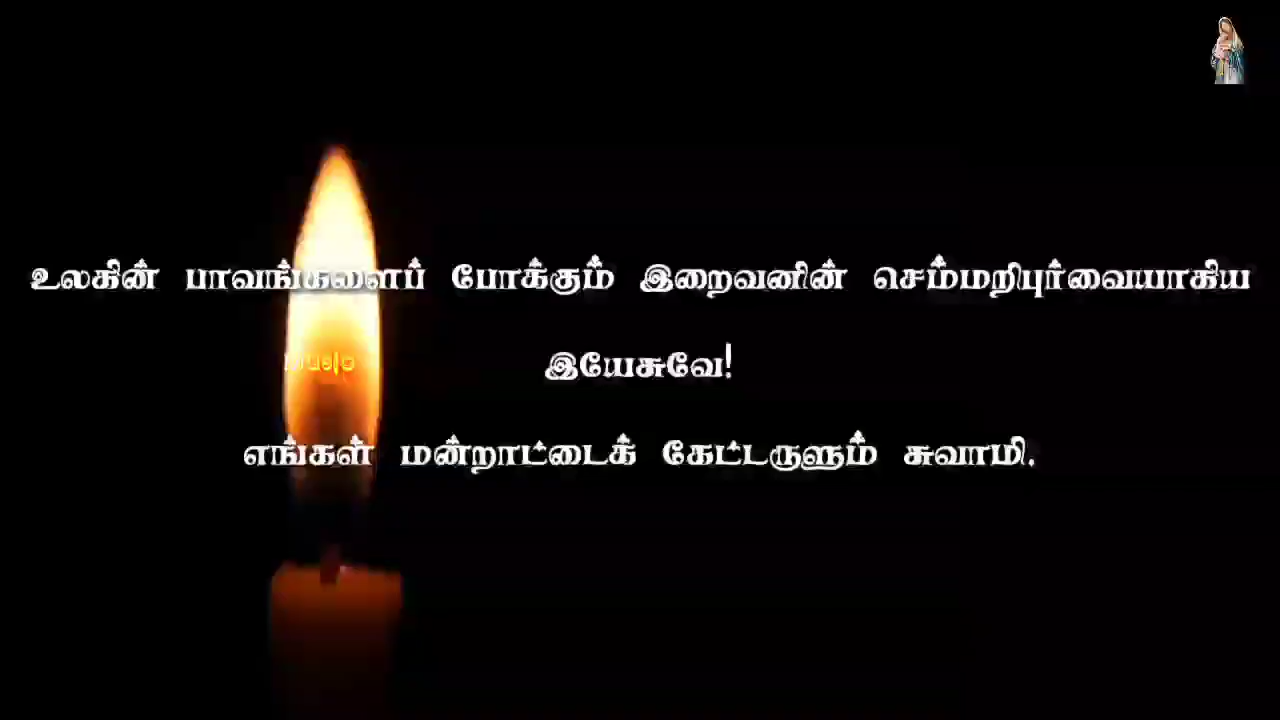 உலகின் பாவங்களைப் போக்கும் இறைவனின் செம்மறிபுர்வையாகிய
இயேசுவே!
எங்கள் மன்றாட்டைக் கேட்டருளும் சுவாமி.